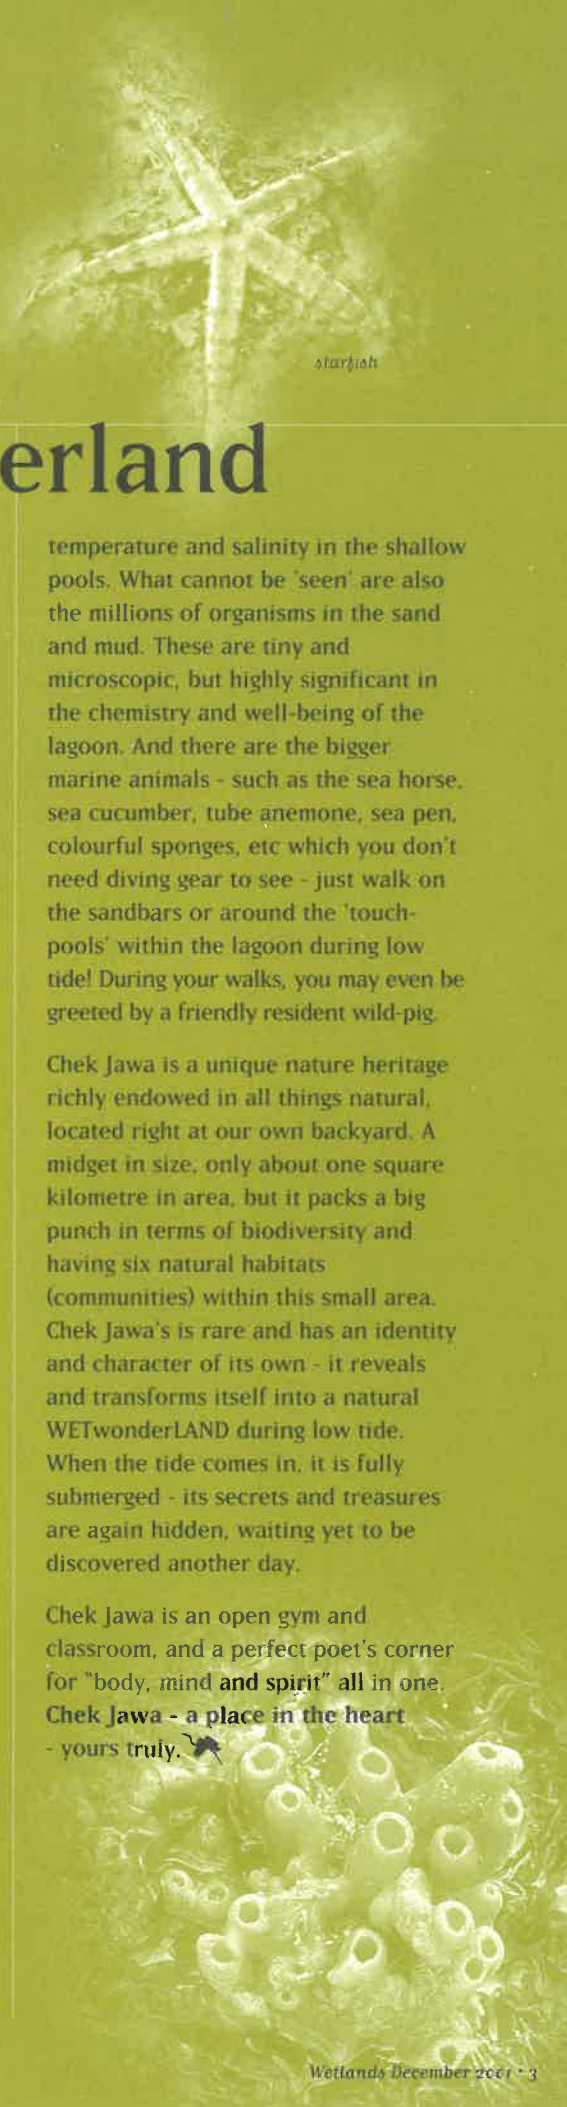 starfish
erland
temperature and salinity in the shallow
pools. What cannot be 'seen' are also
the millions of organisms in the sand
and mud. These are tiny and
microscopic, but highly significant in
the chemistry and well-being of the
lagoon. And there are the bigger
marine animals - such as the sea horse,
sea cucumber, tube anemone, sea pen,
colourful sponges, etc which you don't
need diving gear to see - just walk on
the sandbars or around the 'touch-
pools' within the lagoon during low
tide! During your walks, you may even be
greeted by a friendly resident wild-pig.
Chek Jawa is a unique nature heritage
richly endowed in all things natural,
located right at our own backyard. A
midget in size, only about one square
kilometre in area, but it packs a big
punch in terms of biodiversity and
having six natural habitats
(communities) within this small area.
Chek Jawa's is rare and has an identity
and character of its own - it reveals
and transforms itself into a natural
WETwonderLAND during low tide.
When the tide comes in, it is fully
submerged - its secrets and treasures
are again hidden, waiting yet to be
discovered another day.
Chek Jawa is an open gym and
classroom, and a perfect poet's corner
for "body, mind and spirit" all in one.
Chek Jawa - a place in the heart
- yours truly.
Wetlands December 2001 • 3